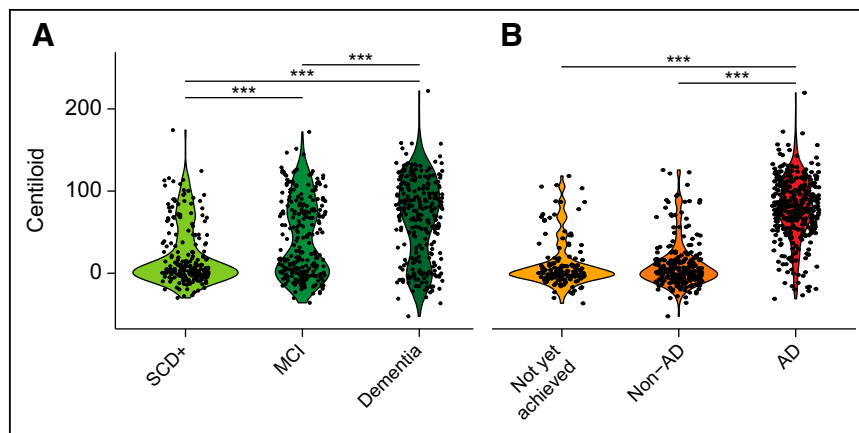 A
B
***
***
***
***
***
Centiloid
200
100
0
SCD+
MCI
Dementia
Not yet
achieved
Non-AD
AD